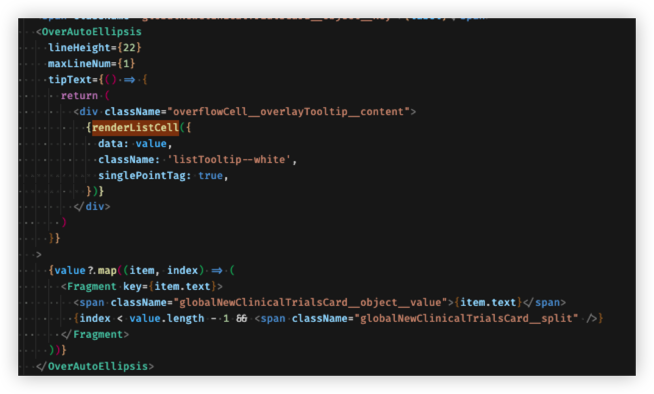 <OverAutoEllipsis
lineHeight={22}
maxLineNum={1}
tipText={() => {
return (
<div className="overflowCell__overlayTooltip__content">
{renderListCell({
data: value,
className: 'listTooltip--white',
singlePointTag: true,
})}
</div>
)
}}
>
{value?.map((item, index) => (
<Fragment key={item.text}>
<span className="globalNewClinicalTrialsCard__object__value">{item.text}</span>
{index < value.length - 1 && <span className="globalNewClinicalTrialsCard__split" />}
</Fragment>
))}
</OverAutoEllipsis>